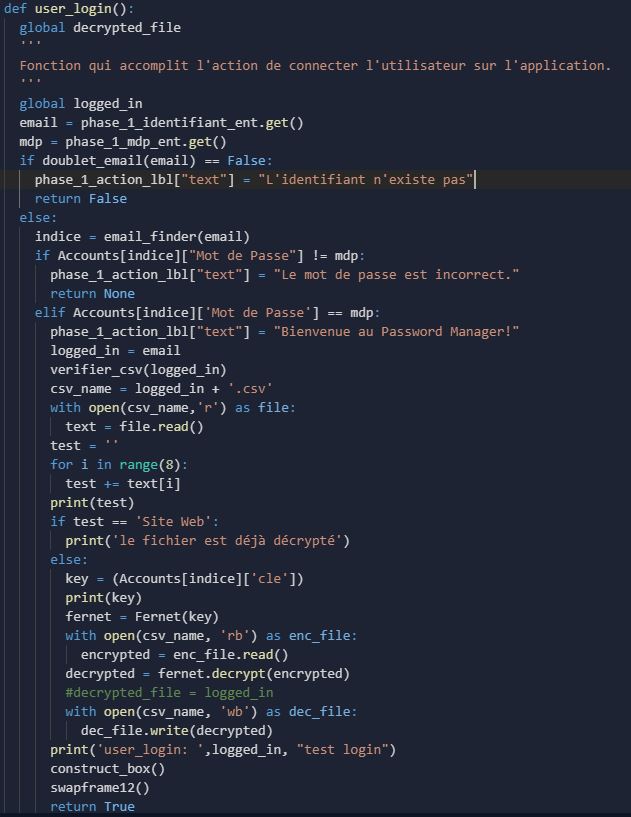 def user_login():
  global decrypted_file
  '''
  Fonction qui accomplit l'action de connecter l'utilisateur sur l'application.
  '''
  global logged_in
  email = phase_1_identifiant_ent.get()
  mdp = phase_1_mdp_ent.get()
  if doublet_email(email) == False:
    phase_1_action_lbl["text"] = "L'identifiant n'existe pas"
    return False
  else:
    indice = email_finder(email)
    if Accounts[indice]["Mot de Passe"] != mdp:
      phase_1_action_lbl["text"] = "Le mot de passe est incorrect."
      return None
    elif Accounts[indice]['Mot de Passe'] == mdp:
      phase_1_action_lbl["text"] = "Bienvenue au Password Manager!"
      logged_in = email
      verifier_csv(logged_in)
      csv_name = logged_in + '.csv'
      with open(csv_name,'r') as file:
        text = file.read()
      test = ''
      for i in range(8):
        test += text[i]
      print(test)
      if test == 'Site Web':
        print('le fichier est déjà décrypté')
      else:
        key = (Accounts[indice]['cle'])
        print(key)
        fernet = Fernet(key)
        with open(csv_name, 'rb') as enc_file:
          encrypted = enc_file.read()
        decrypted = fernet.decrypt(encrypted)
        #decrypted_file = logged_in
        with open(csv_name, 'wb') as dec_file:
          dec_file.write(decrypted)
      print('user_login: ',logged_in, "test login")
      construct_box()
      swapframe12()
      return True